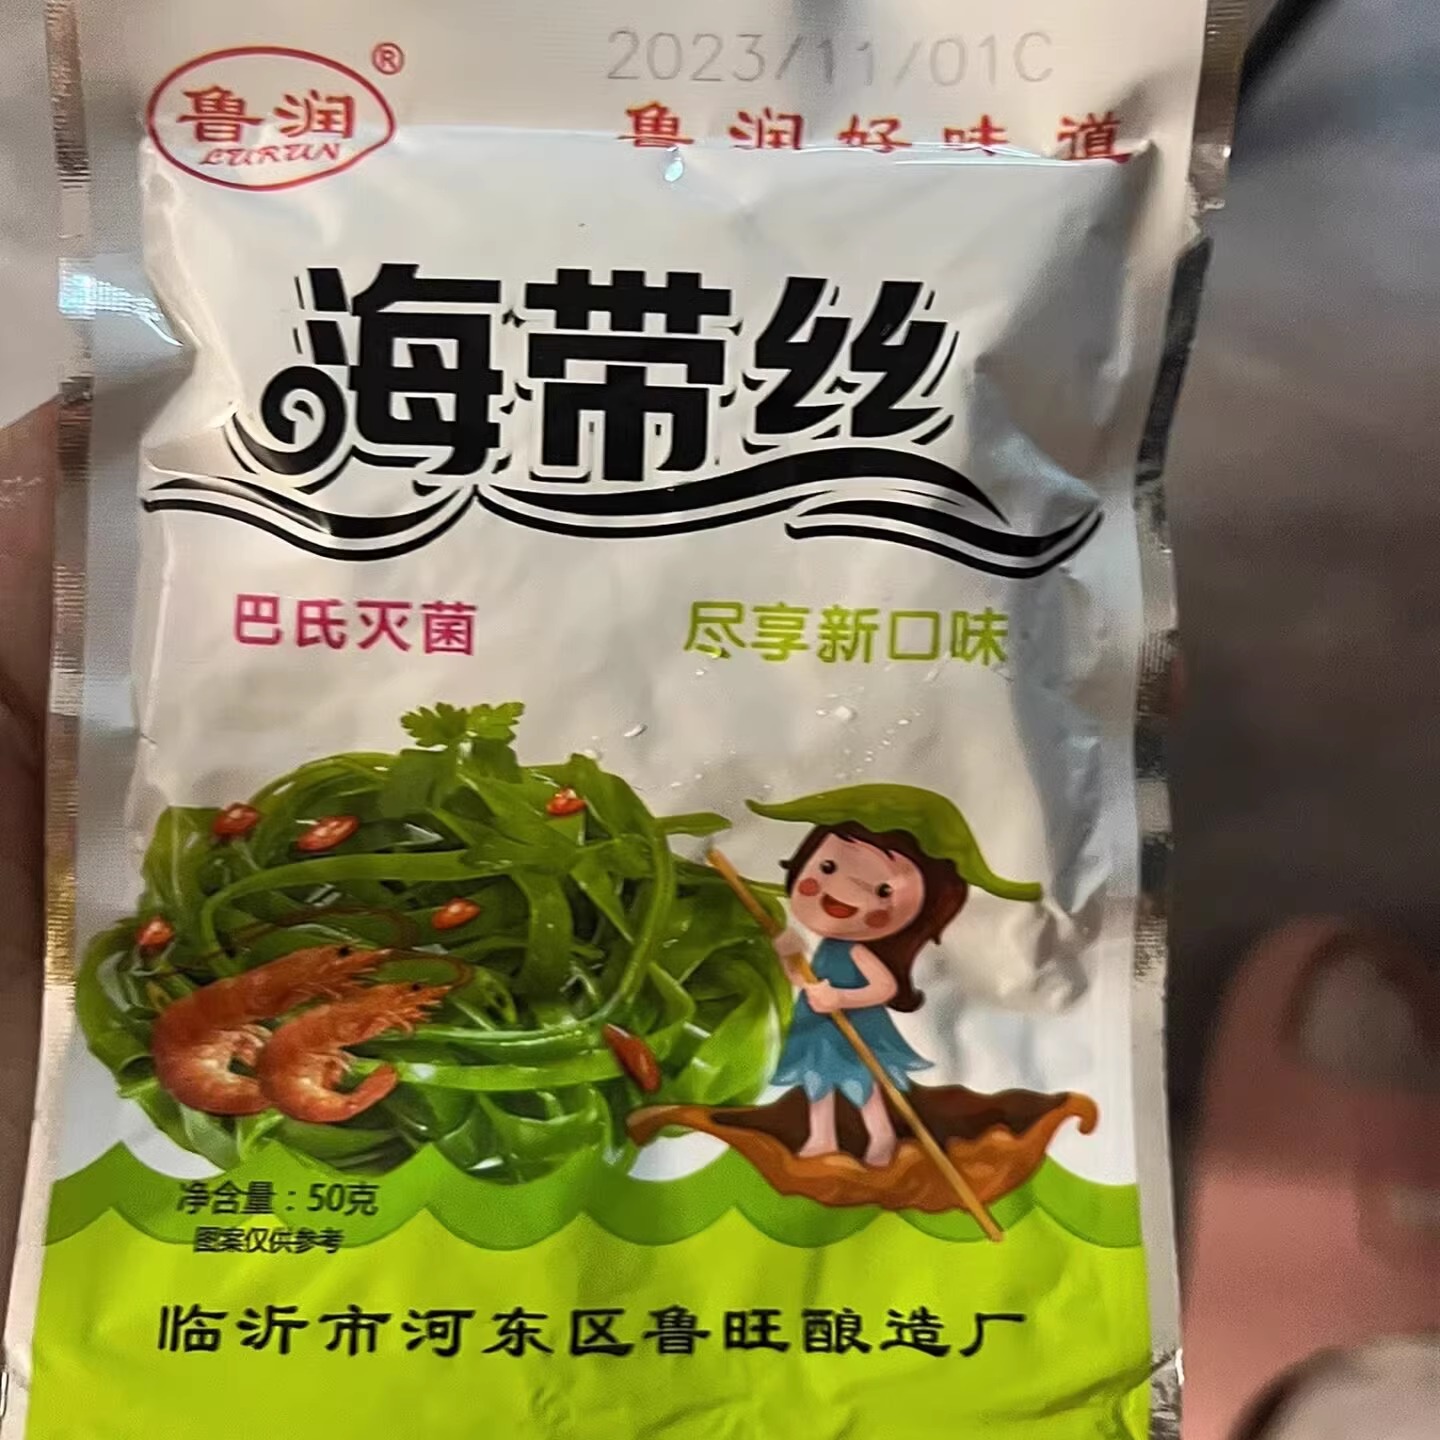 2023/11/01C
鲁润®
LURUN
鲁润好味道
海带丝
巴氏灭菌
尽享新口味
净含量：50克
图案仅供参考
临沂市河东区鲁旺酿造厂